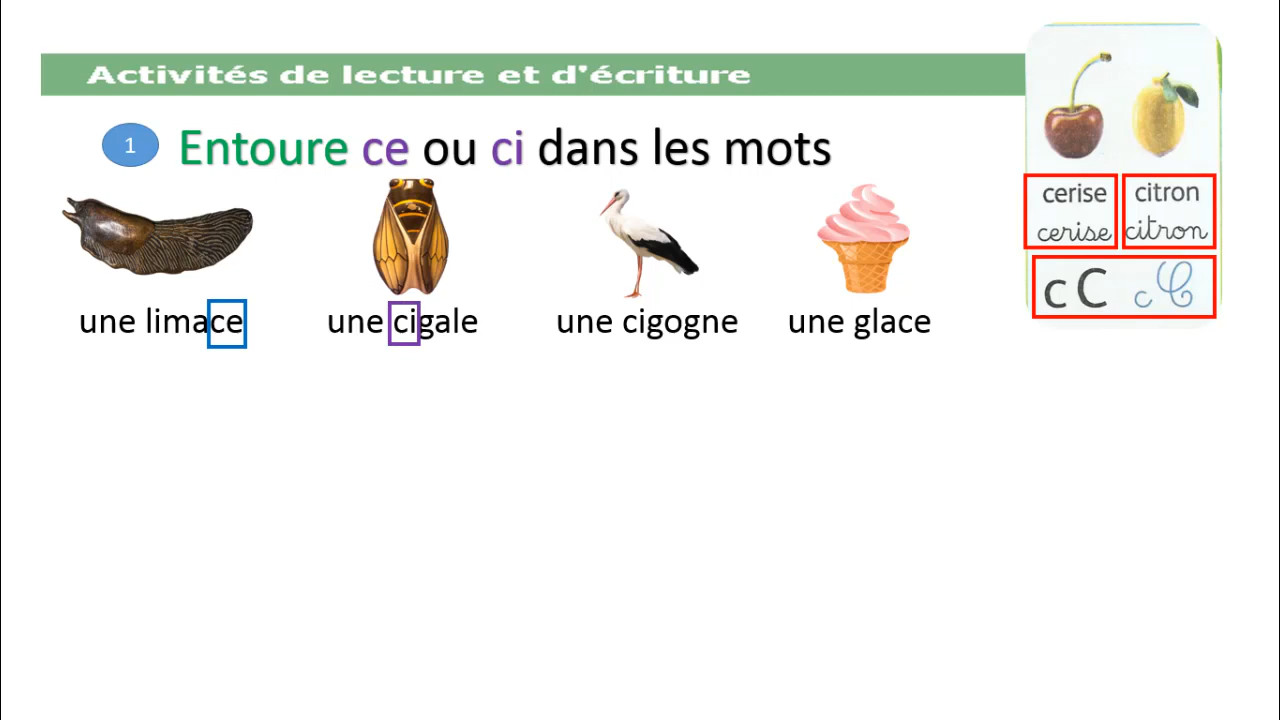 Activités de lecture et d'écriture
1 Entoure ce ou ci dans les mots
une limace
une cigale
une cigogne
une glace
cerise
cerise
citron
citron
c C c C